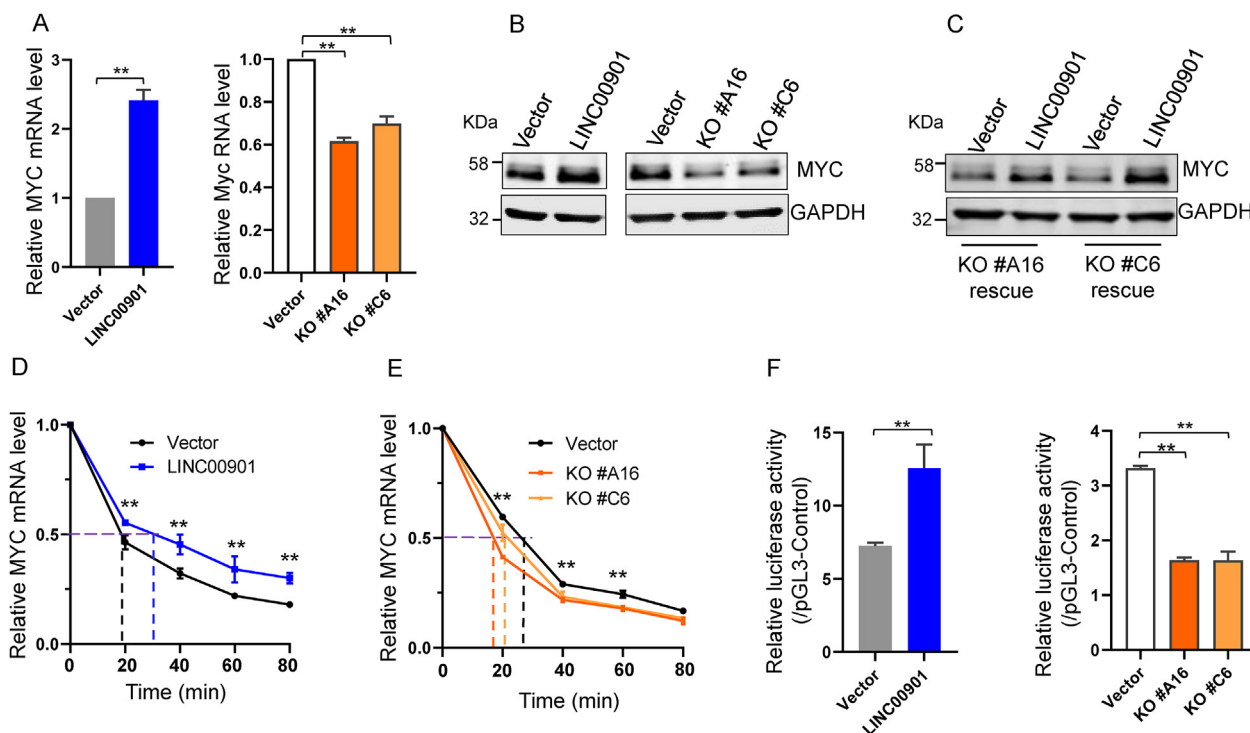 A
Relative MYC mRNA level
3
2
1
0
**
Vector
LINC00901
Relative Myc RNA level
1.0
0.8
0.6
0.4
0.2
0.0
**
**
Vector
KO #A16
KO #C6
B
KDa
58
32
Vector
LINC00901
Vector
KO #A16
KO #C6
MYC
GAPDH
C
KDa
58
32
Vector
LINC00901
Vector
LINC00901
MYC
GAPDH
KO #A16
rescue
KO #C6
rescue
D
Relative MYC mRNA level
1.0
0.5
0.0
Vector
LINC00901
**
**
**
**
0
20
40
60
80
Time (min)
E
Relative MYC mRNA level
1.0
0.5
0.0
Vector
KO #A16
KO #C6
**
**
**
0
20
40
60
80
Time (min)
F
Relative luciferase activity
(/pGL3-Control)
15
10
5
0
**
Vector
LINC00901
Relative luciferase activity
(/pGL3-Control)
4
3
2
1
0
**
**
Vector
KO #A16
KO #C6